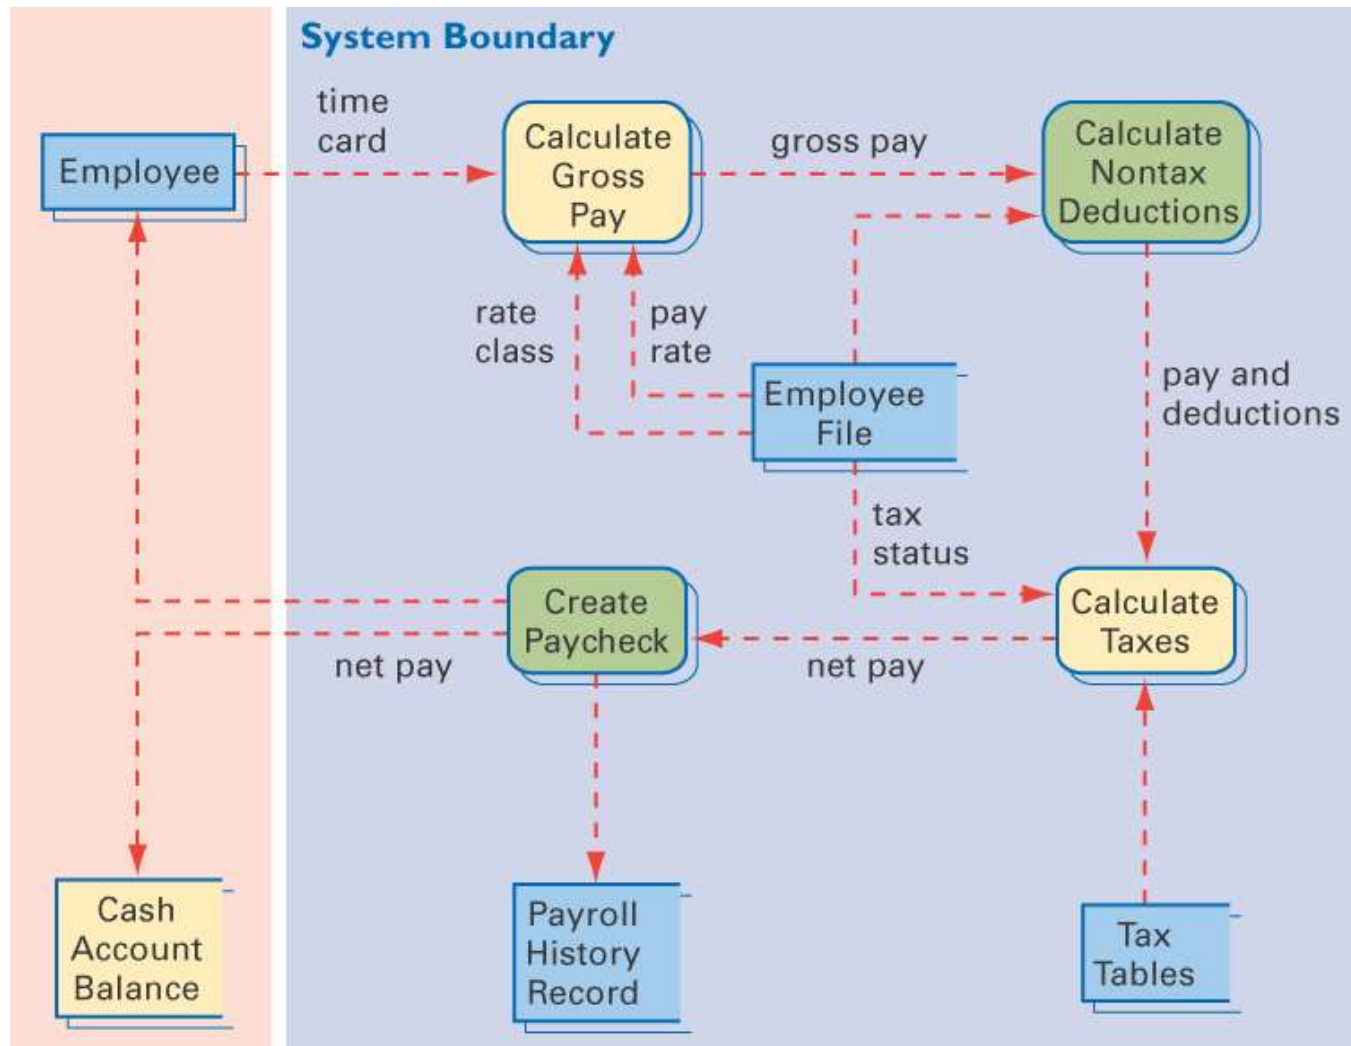 System Boundary
time
card
Employee
Calculate
Gross
Pay
gross pay
Calculate
Nontax
Deductions
rate
class
pay
rate
Employee
File
pay and
deductions
tax
status
Create
Paycheck
Calculate
Taxes
net pay
net pay
Cash
Account
Balance
Payroll
History
Record
Tax
Tables